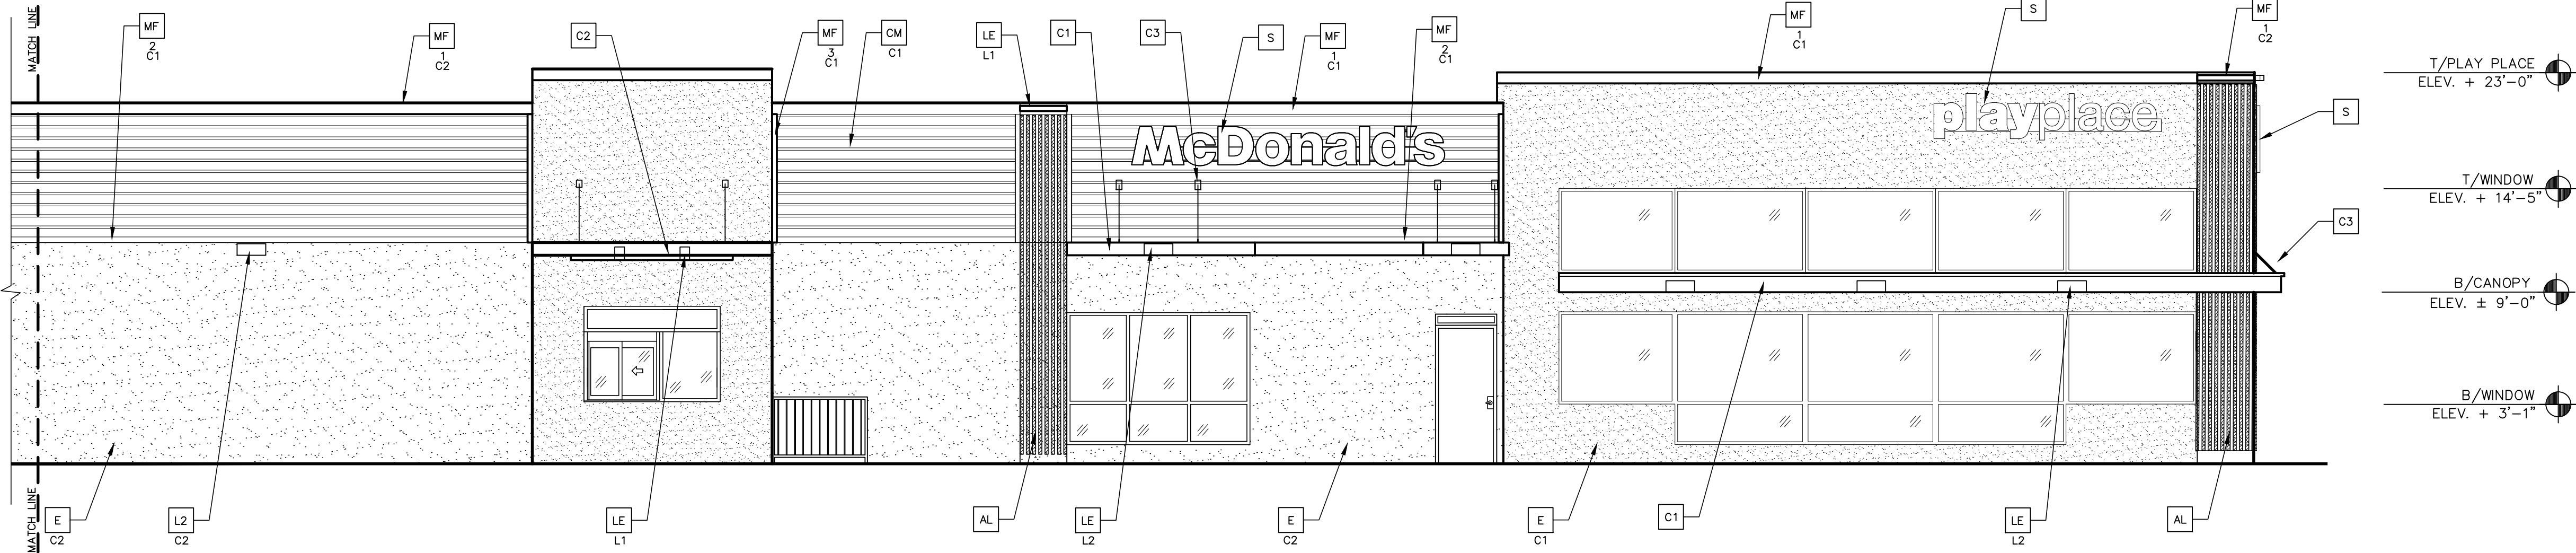 MATCH LINE
MF
2
C1
MF
1
C2
C2
MF
3
C1
CM
C1
LE
L1
C1
C3
S
MF
1
C1
MF
2
C1
MF
1
C1
S
MF
1
C2
T/PLAY PLACE
ELEV. + 23'-0"
S
McDonald's
playplace
T/WINDOW
ELEV. + 14'-5"
C3
B/CANOPY
ELEV. ± 9'-0"
B/WINDOW
ELEV. + 3'-1"
MATCH LINE
E
C2
L2
C2
LE
L1
AL
LE
L2
E
C2
E
C1
C1
LE
L2
AL